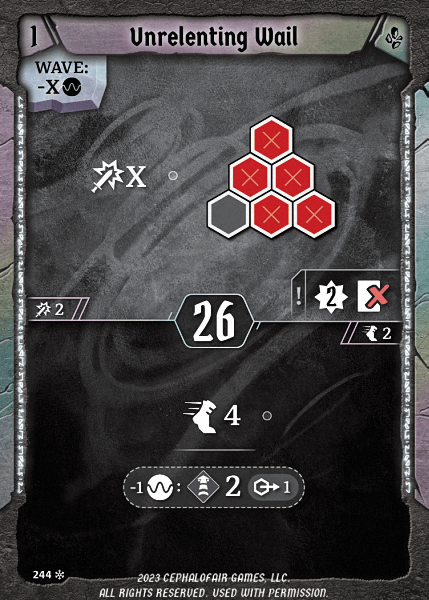 1 Unrelenting Wail
WAVE:
-X
X
2
2
26
2
4
-1 : 2 1
244
2023 CEPHALOFAIR GAMES, LLC.
ALL RIGHTS RESERVED. USED WITH PERMISSION.